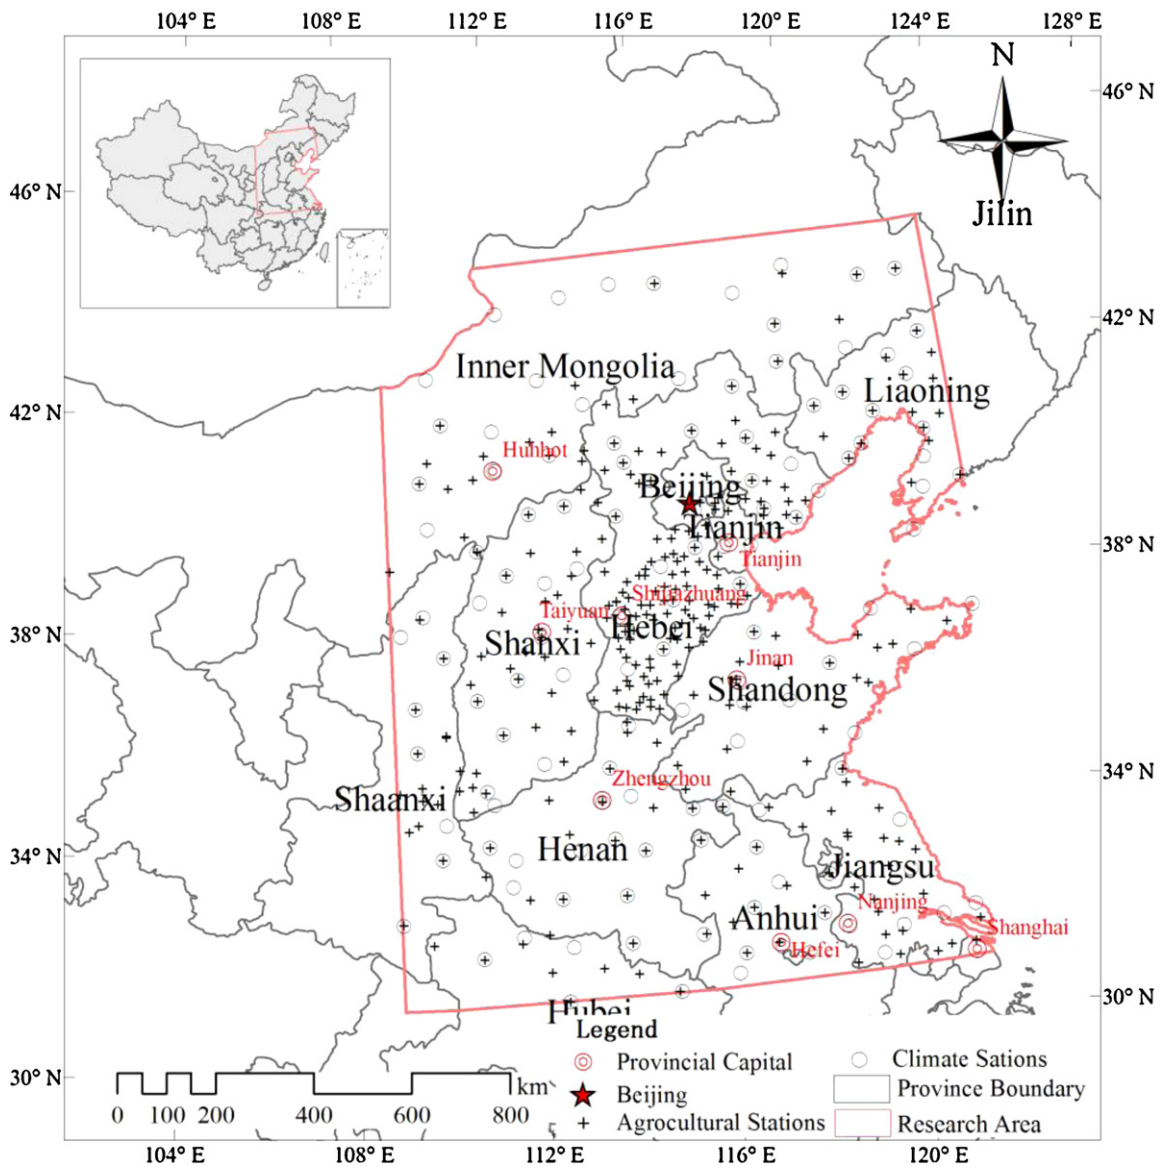 104° E 108° E 112° E 116° E 120° E 124° E 128° E
N
46° N
46° N
Jilin
42° N
Inner Mongolia
Liaoning
42° N
Huhhot
Beijing
Tianjin
38° N
Tianjin
Shijiazhuang
Taiyuan
Hebei
38° N
Shanxi
Jinan
Shandong
34° N
Zhengzhou
Shaanxi
Henan
34° N
Jiangsu
Nanjing
Anhui
Shanghai
Hefei
30° N
Hubei
Legend
Provincial Capital
Climate Sations
30° N
km
Beijing
Province Boundary
0 100 200 400 600 800
Agrocultural Stations
Research Area
104° E 108° E 112° E 116° E 120° E